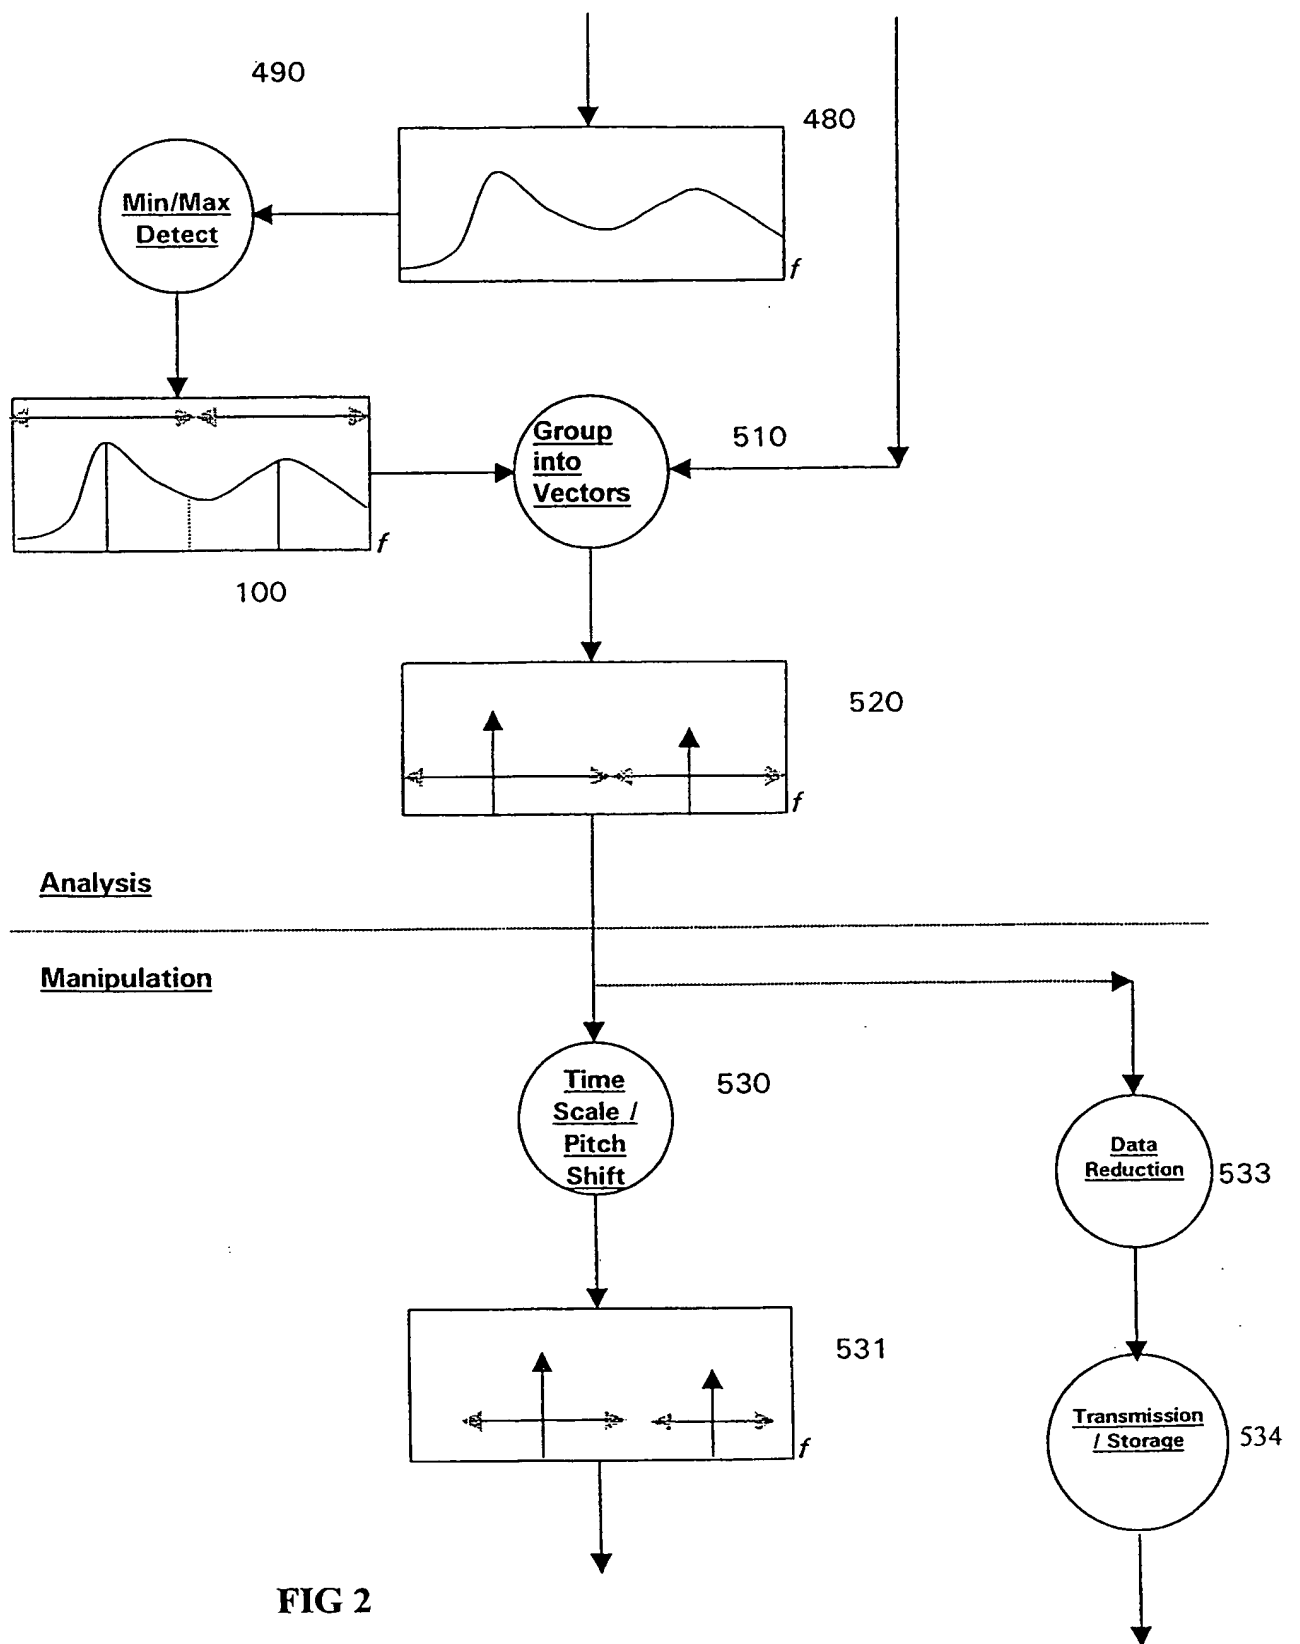 490
480
Min/Max
Detect
f
Group
into
Vectors
510
f
100
520
f
Analysis
Manipulation
Time
Scale /
Pitch
Shift
530
Data
Reduction
533
531
f
Transmission
/ Storage
534
FIG 2